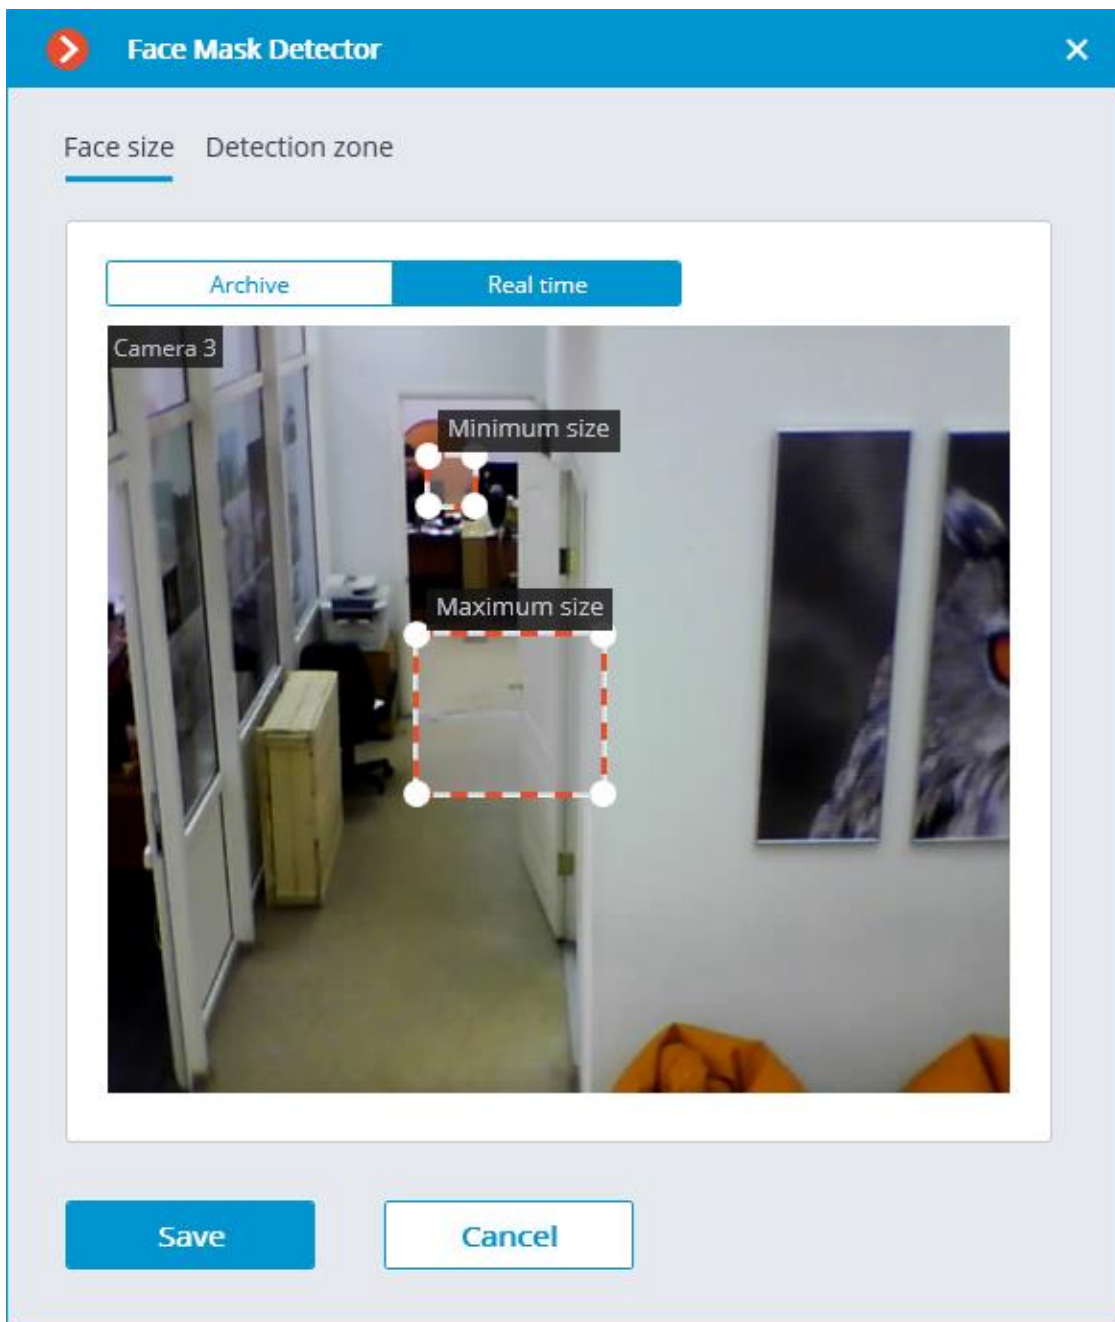 Face Mask Detector
Face size
Detection zone
Archive
Real time
Camera 3
Minimum size
Maximum size
Save
Cancel